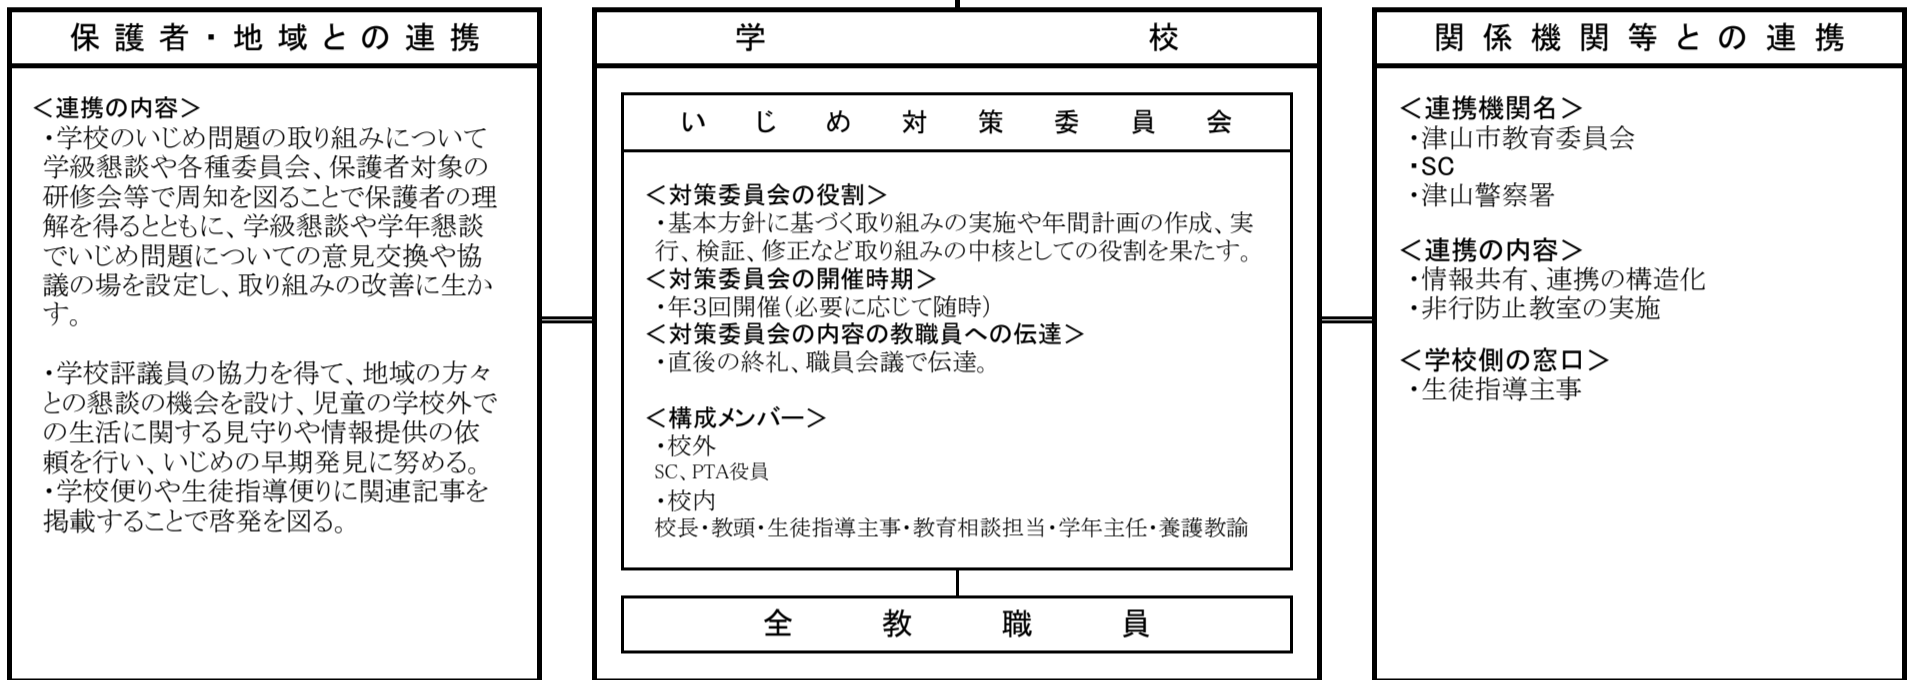 保護者・地域との連携
＜連携の内容＞
・学校のいじめ問題の取り組みについて
学級懇談や各種委員会、保護者対象の
研修会等で周知を図ることで保護者の理
解を得るとともに、学級懇談や学年懇談
でいじめ問題についての意見交換や協
議の場を設定し、取り組みの改善に生か
す。
・学校評議員の協力を得て、地域の方々
との懇談の機会を設け、児童の学校外で
の生活に関する見守りや情報提供の依
頼を行い、いじめの早期発見に努める。
・学校便りや生徒指導便りに関連記事を
掲載することで啓発を図る。
学校
いじめ対策委員会
＜対策委員会の役割＞
・基本方針に基づく取り組みの実施や年間計画の作成、実
行、検証、修正など取り組みの中核としての役割を果たす。
＜対策委員会の開催時期＞
・年３回開催（必要に応じて随時）
＜対策委員会の内容の教職員への伝達＞
・直後の終礼、職員会議で伝達。
＜構成メンバー＞
・校外
SC、PTA役員
・校内
校長・教頭・生徒指導主事・教育相談担当・学年主任・養護教諭
全教職員
関係機関等との連携
＜連携機関名＞
・津山市教育委員会
・SC
・津山警察署
＜連携の内容＞
・情報共有、連携の構造化
・非行防止教室の実施
＜学校側の窓口＞
・生徒指導主事